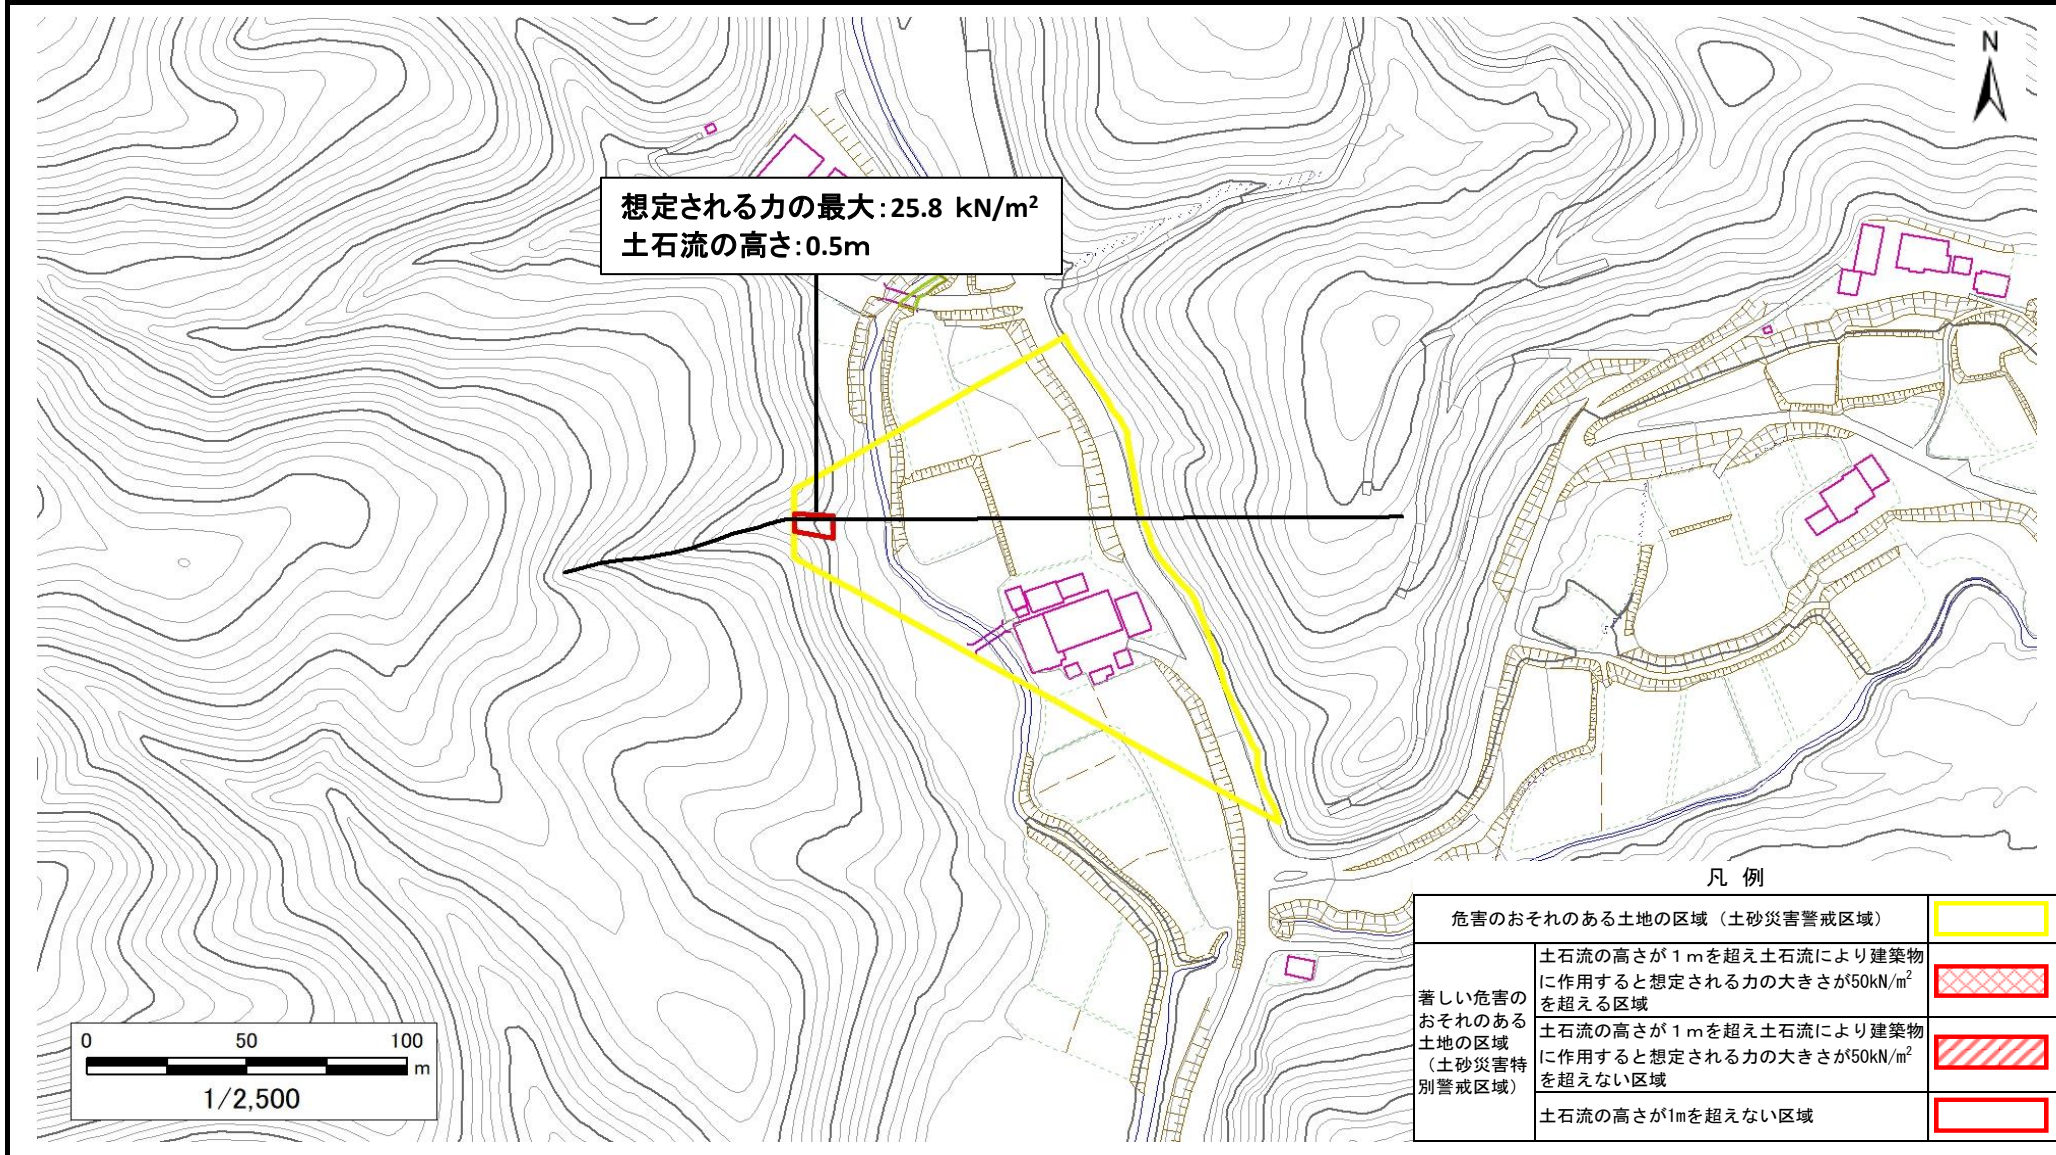 N
想定される力の最大:25.8 kN/m²
土石流の高さ:0.5m
凡 例
危害のおそれのある土地の区域（土砂災害警戒区域）
著しい危害の
おそれのある
土地の区域
（土砂災害特
別警戒区域）
土石流の高さが１ｍを超え土石流により建築物
に作用すると想定される力の大きさが50kN/m²
を超える区域
土石流の高さが１ｍを超え土石流により建築物
に作用すると想定される力の大きさが50kN/m²
を超えない区域
土石流の高さが1mを超えない区域
0 50 100
m
1/2,500